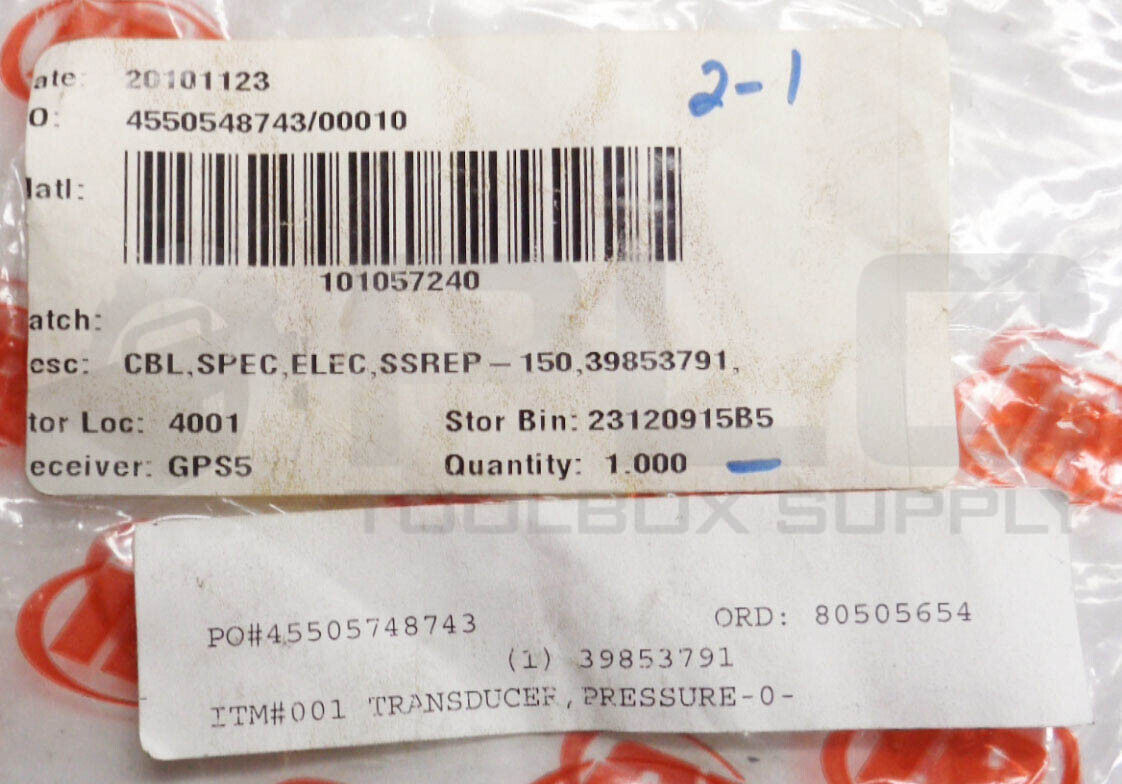 ate: 20101123
2-1
O: 4550548743/00010
latl:
101057240
atch:
esc: CBL,SPEC,ELEC,SSREP – 150,39853791,
tor Loc: 4001 Stor Bin: 23120915B5
eceiver: GPS5 Quantity: 1.000
PLC
TOOLBOX SUPPLY
PO#45505748743 ORD: 80505654
(1) 39853791
ITM#001 TRANSDUCER,PRESSURE-0-